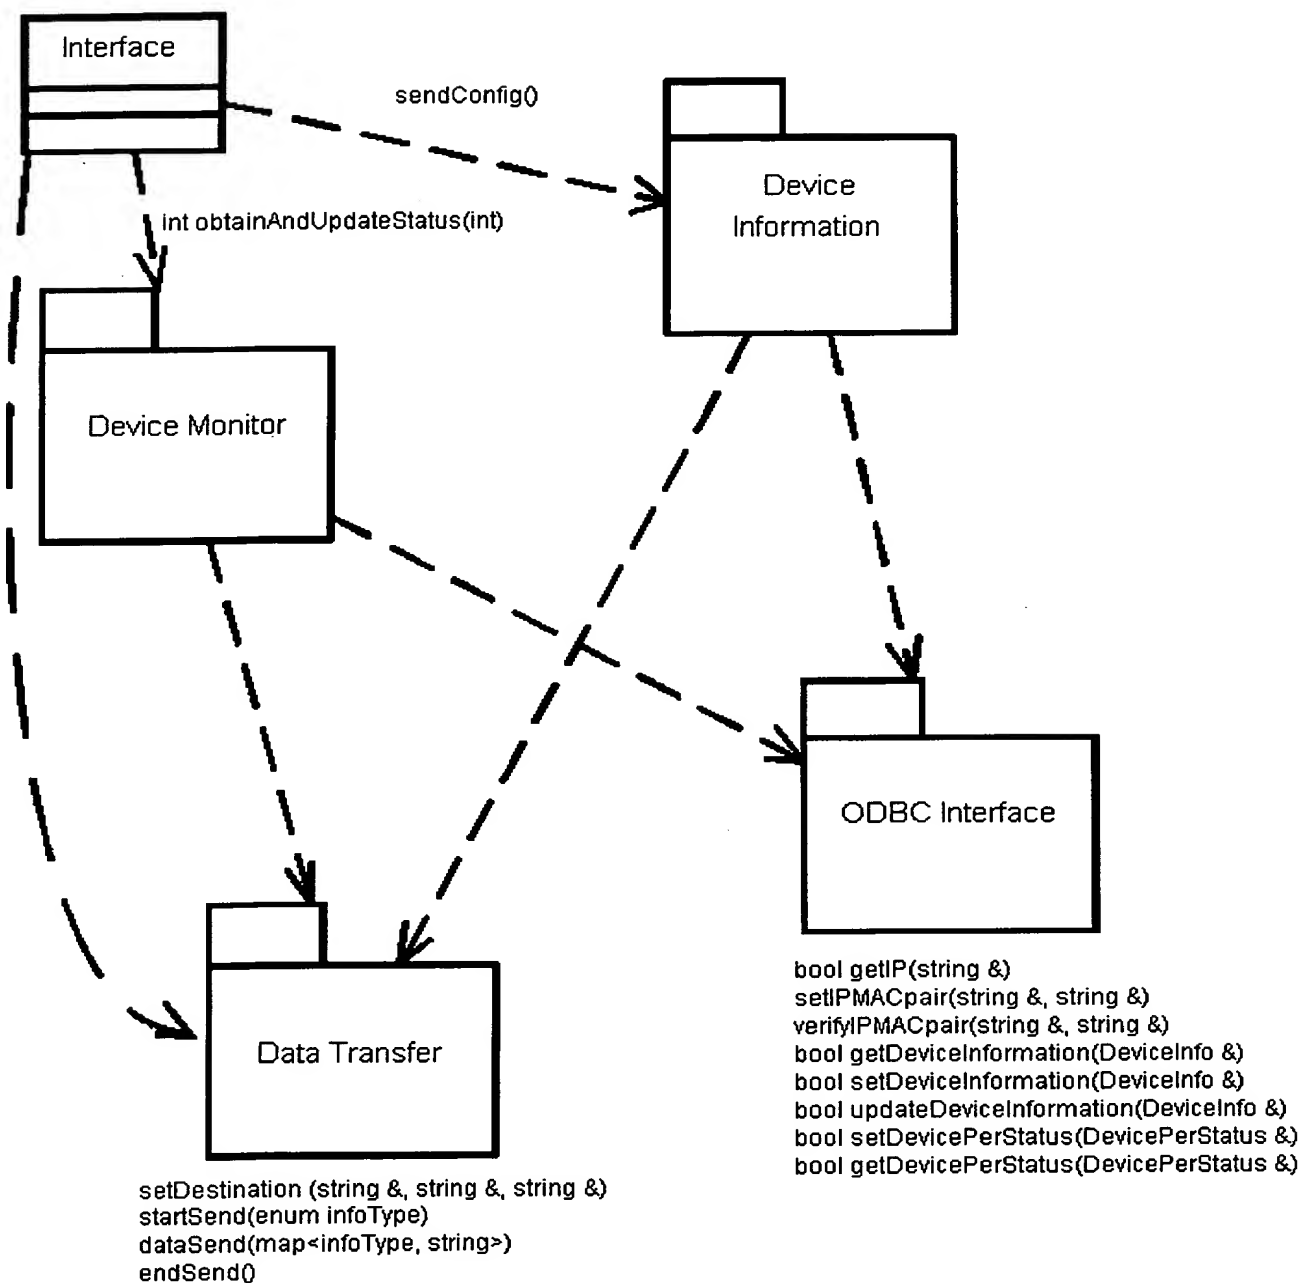 Interface
sendConfig()
Device
Information
int obtainAndUpdateStatus(int)
Device Monitor
ODBC Interface
bool getIP(string &)
setIPMACpair(string &, string &)
verifyIPMACpair(string &, string &)
bool getDeviceInformation(DeviceInfo &)
bool setDeviceInformation(DeviceInfo &)
bool updateDeviceInformation(DeviceInfo &)
bool setDevicePerStatus(DevicePerStatus &)
bool getDevicePerStatus(DevicePerStatus &)
Data Transfer
setDestination (string &, string &, string &)
startSend(enum infoType)
dataSend(map<infoType, string>)
endSend()